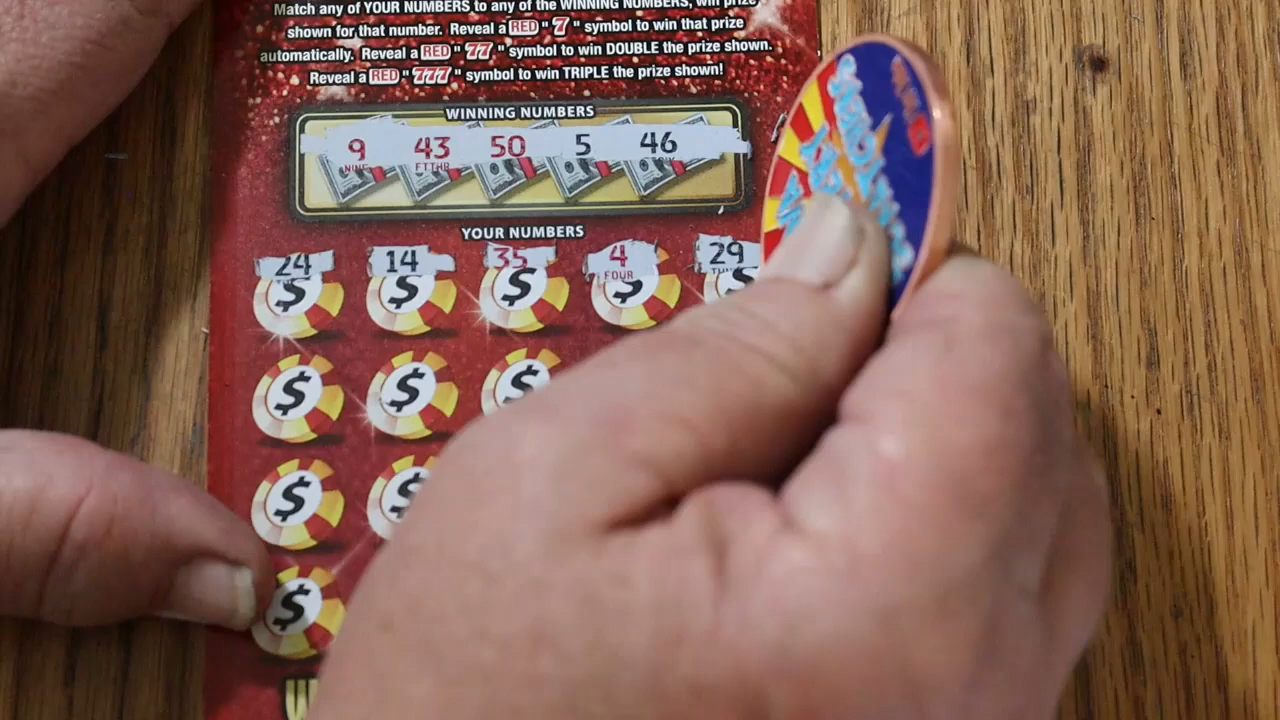 Match any of YOUR NUMBERS to any of the WINNING NUMBERS, win prize
shown for that number. Reveal a RED "7" symbol to win that prize
automatically. Reveal a RED "77" symbol to win DOUBLE the prize shown.
Reveal a RED "777" symbol to win TRIPLE the prize shown!
WINNING NUMBERS
9 43 50 5 46
NINE FTTHR
YOUR NUMBERS
24 14 35 4 29
FOUR
$ $ $ $ $
$ $ $
$ $
$